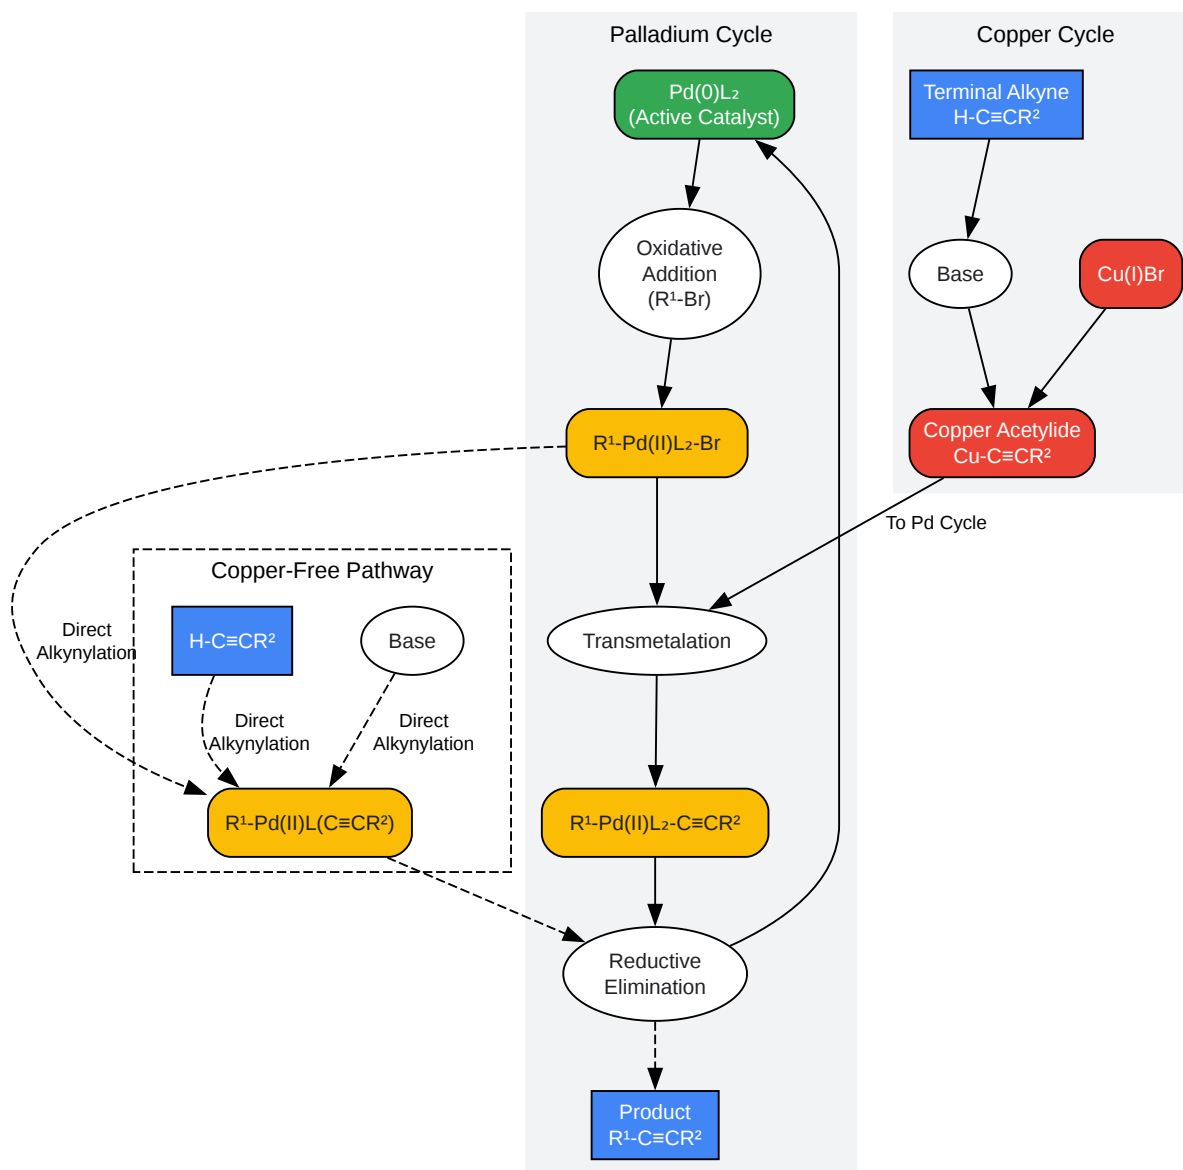 Palladium Cycle
Pd(0)L₂
(Active Catalyst)
Oxidative
Addition
(R¹-Br)
R¹-Pd(II)L₂-Br
Transmetalation
R¹-Pd(II)L₂-C≡CR²
Reductive
Elimination
Product
R¹-C≡CR²
Copper Cycle
Terminal Alkyne
H-C≡CR²
Base
Cu(I)Br
Copper Acetylide
Cu-C≡CR²
To Pd Cycle
Copper-Free Pathway
H-C≡CR²
Base
Direct
Alkynylation
Direct
Alkynylation
Direct
Alkynylation
R¹-Pd(II)L(C≡CR²)